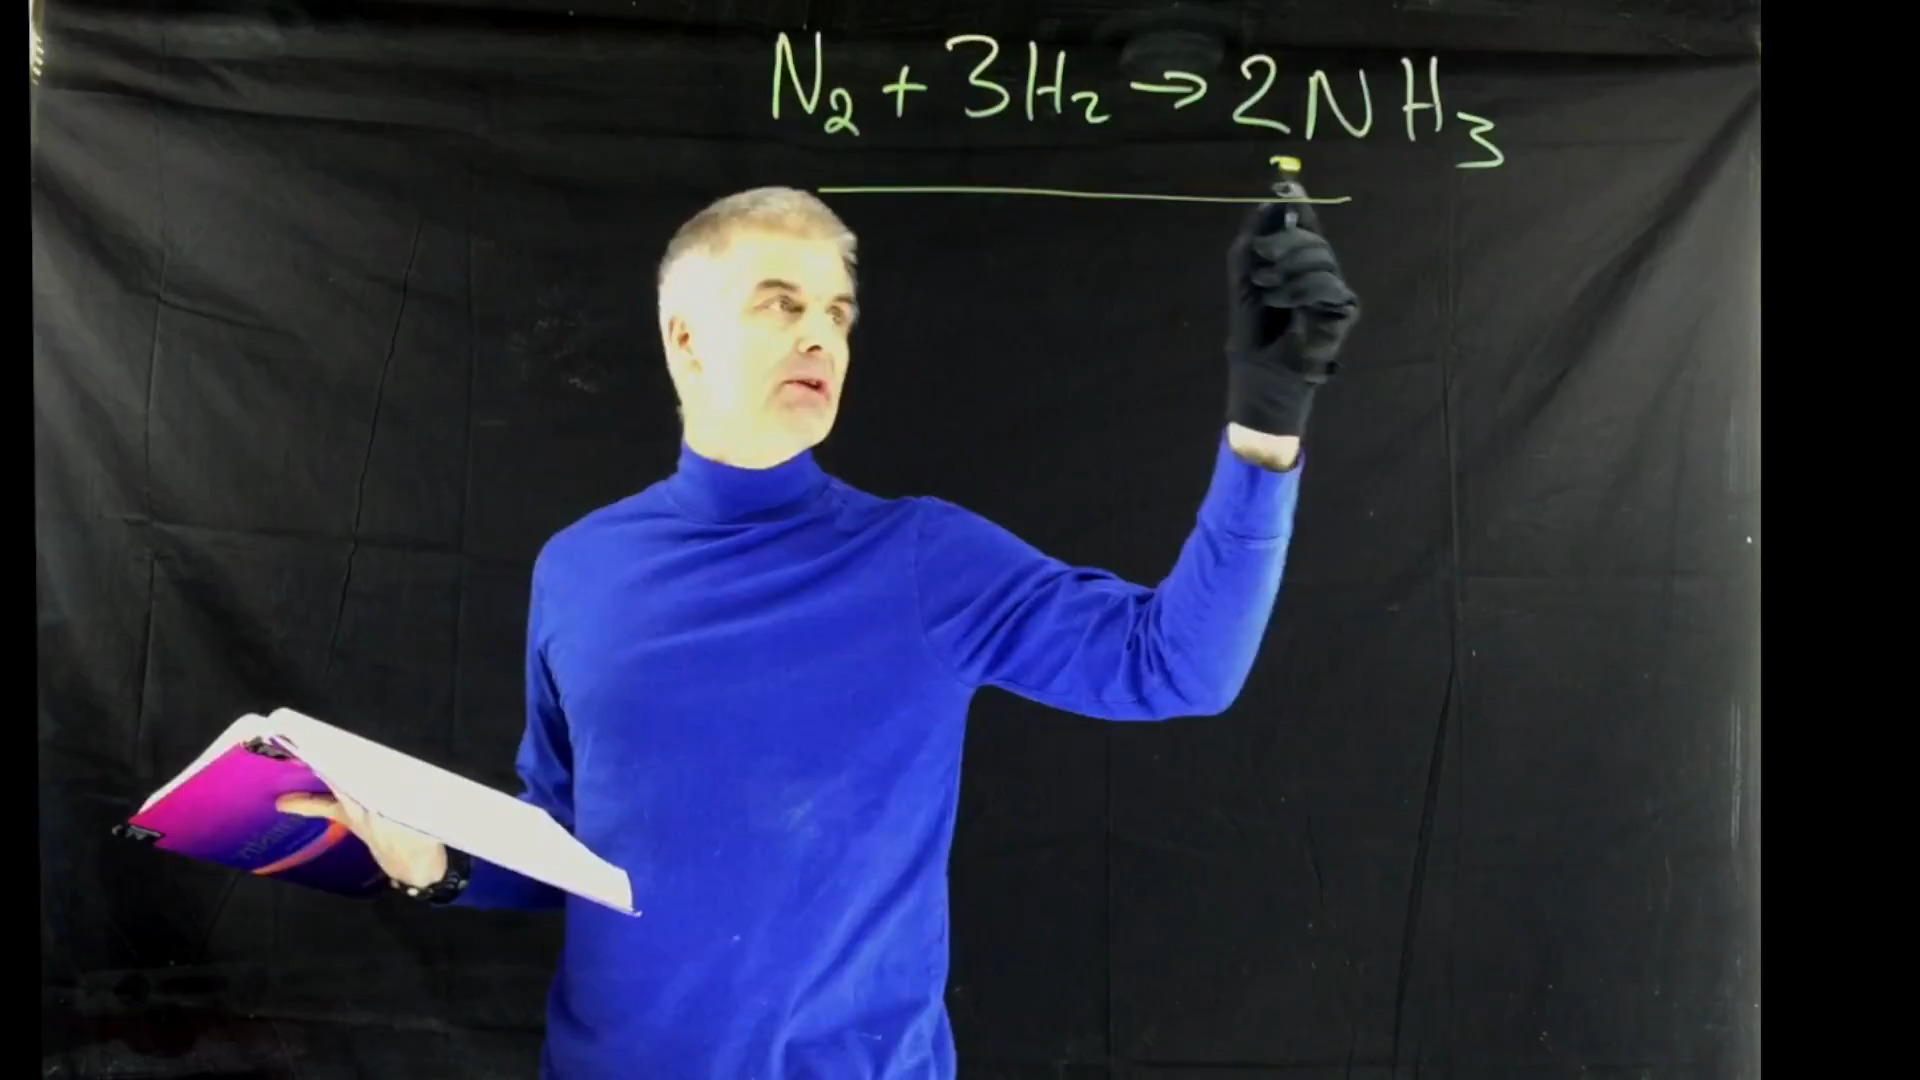 N₂ + 3H₂ → 2NH₃